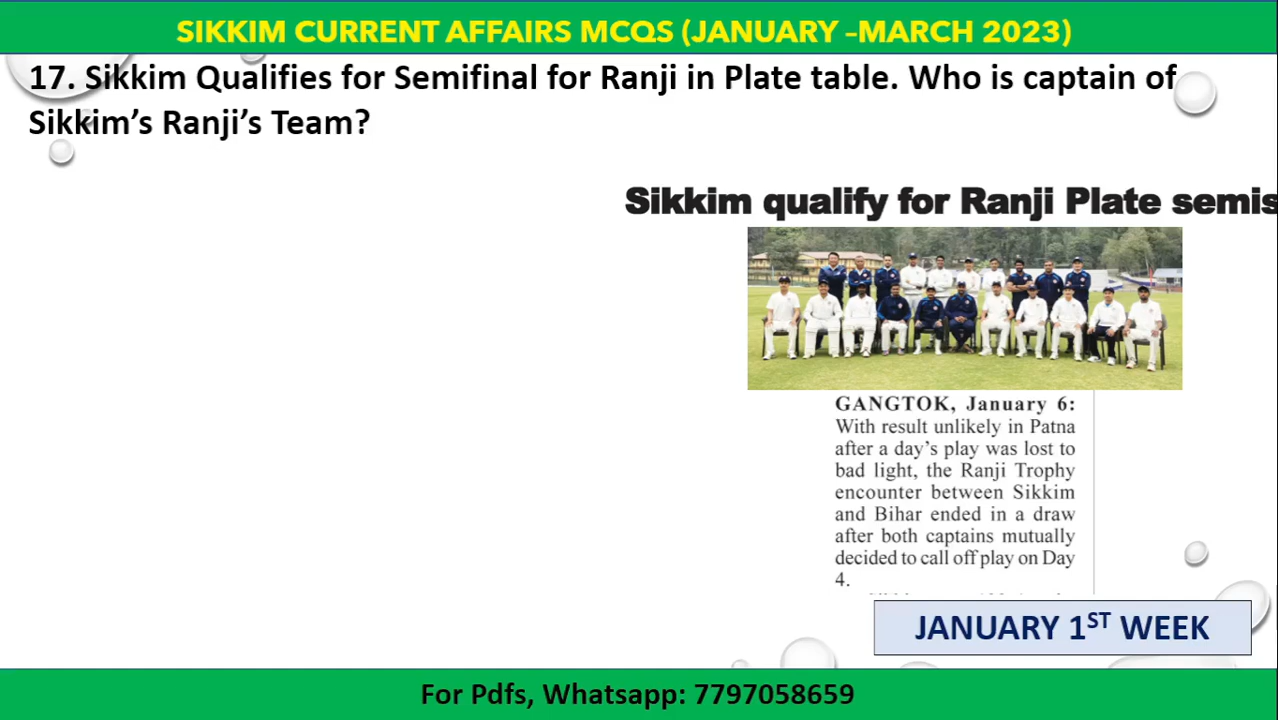 SIKKIM CURRENT AFFAIRS MCQS (JANUARY –MARCH 2023)
17. Sikkim Qualifies for Semifinal for Ranji in Plate table. Who is captain of
Sikkim’s Ranji’s Team?
Sikkim qualify for Ranji Plate semis
GANGTOK, January 6:
With result unlikely in Patna
after a day’s play was lost to
bad light, the Ranji Trophy
encounter between Sikkim
and Bihar ended in a draw
after both captains mutually
decided to call off play on Day
4.
JANUARY 1ST WEEK
For Pdfs, Whatsapp: 7797058659